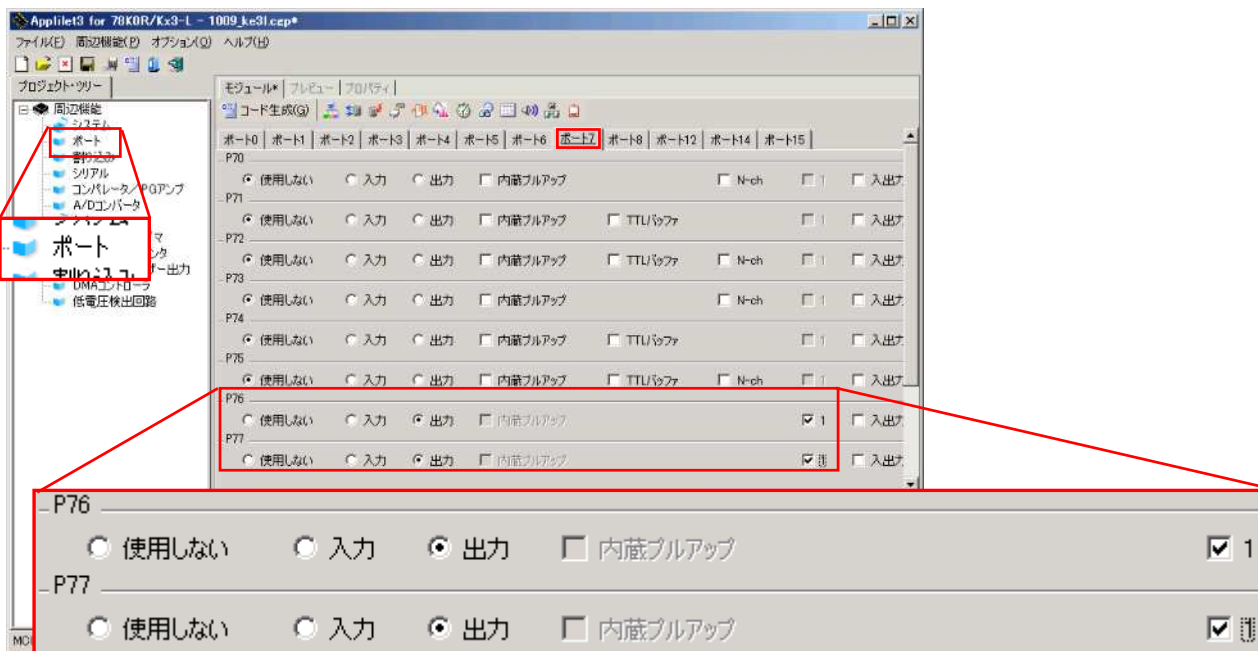 Applilet3 for 78K0R/Kx3-L - 1009_ke3l.cgp*
ファイル(F) 周辺機能(P) オプション(O) ヘルプ(H)
プロジェクト・ツリー
周辺機能
システム
ポート
割り込み
シリアル
コンパレータ/PGアンプ
A/Dコンバータ
DMAコントローラ
低電圧検出回路
ポート
モジュール* プレビュー プロパティ
コード生成(G)
ポート0 ポート1 ポート2 ポート3 ポート4 ポート5 ポート6 ポート7 ポート8 ポート12 ポート14 ポート15
P70
使用しない 入力 出力 内蔵プルアップ N-ch 1 入出力
P71
使用しない 入力 出力 内蔵プルアップ TTLバッファ 1 入出力
P72
使用しない 入力 出力 内蔵プルアップ TTLバッファ N-ch 1 入出力
P73
使用しない 入力 出力 内蔵プルアップ N-ch 1 入出力
P74
使用しない 入力 出力 内蔵プルアップ TTLバッファ 1 入出力
P75
使用しない 入力 出力 内蔵プルアップ TTLバッファ N-ch 1 入出力
P76
使用しない 入力 出力 内蔵プルアップ 1 入出力
P77
使用しない 入力 出力 内蔵プルアップ 1 入出力
P76
使用しない 入力 出力 内蔵プルアップ 1
P77
使用しない 入力 出力 内蔵プルアップ 1